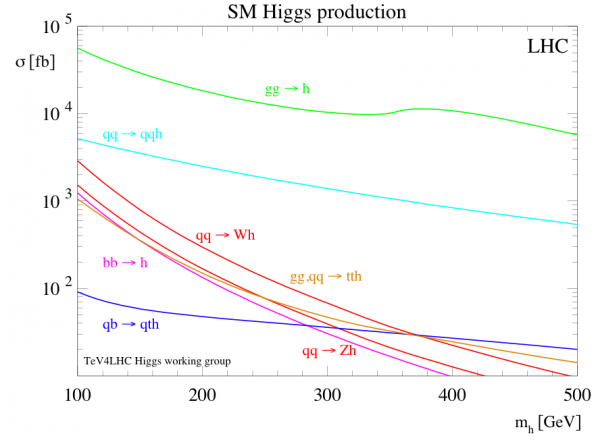 SM Higgs production
10^5
σ [fb]
LHC
gg → h
10^4
qq → qqh
10^3
qq → Wh
bb → h
gg,qq → tth
10^2
qb → qth
qq → Zh
TeV4LHC Higgs working group
100 200 300 400 500
m_h [GeV]